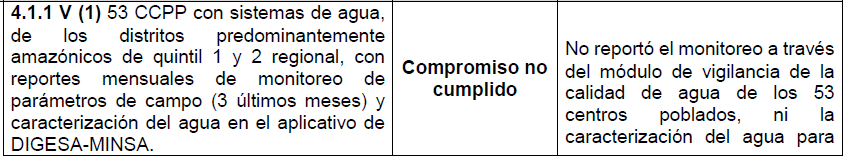 4.1.1 V (1) 53 CCPP con sistemas de agua,
de los distritos predominantemente
amazónicos de quintil 1 y 2 regional, con
reportes mensuales de monitoreo de
parámetros de campo (3 últimos meses) y
caracterización del agua en el aplicativo de
DIGESA-MINSA.
Compromiso no
cumplido
No reportó el monitoreo a través
del módulo de vigilancia de la
calidad de agua de los 53
centros poblados, ni la
caracterización del agua para